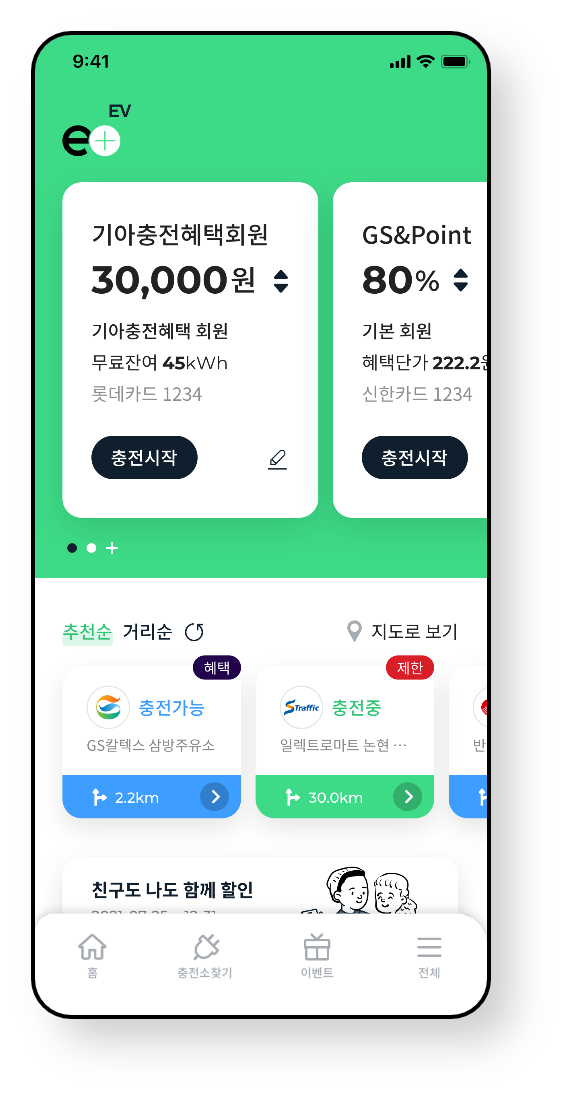 9:41
EV
e+
기아충전혜택회원
30,000원
기아충전혜택 회원
무료잔여 45kWh
롯데카드 1234
충전시작
GS&Point
80%
기본 회원
혜택단가 222.2원
신한카드 1234
충전시작
추천순 거리순
지도로 보기
혜택
충전가능
GS칼텍스 삼방주유소
2.2km
제한
STraffic
충전중
일렉트로마트 논현 ···
30.0km
반
친구도 나도 함께 할인
홈
충전소찾기
이벤트
전체